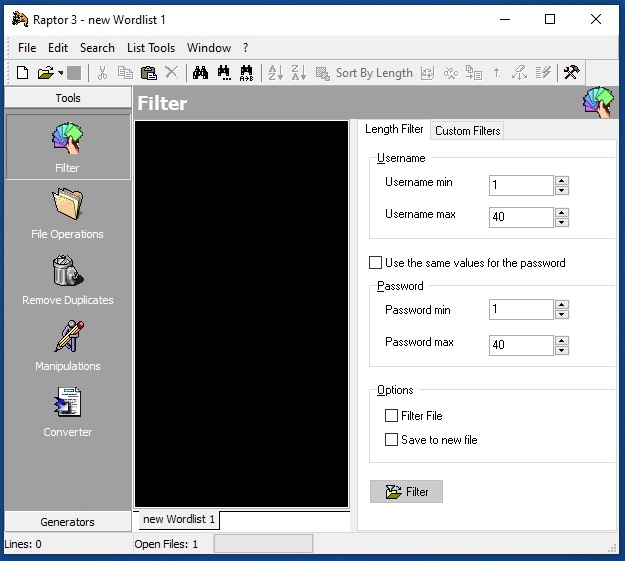 Raptor 3 - new Wordlist 1
File Edit Search List Tools Window ?
Sort By Length
Tools
Filter
Filter
File Operations
Remove Duplicates
Manipulations
Converter
Generators
Length Filter Custom Filters
Username
Username min 1
Username max 40
Use the same values for the password
Password
Password min 1
Password max 40
Options
Filter File
Save to new file
Filter
new Wordlist 1
Lines: 0 Open Files: 1